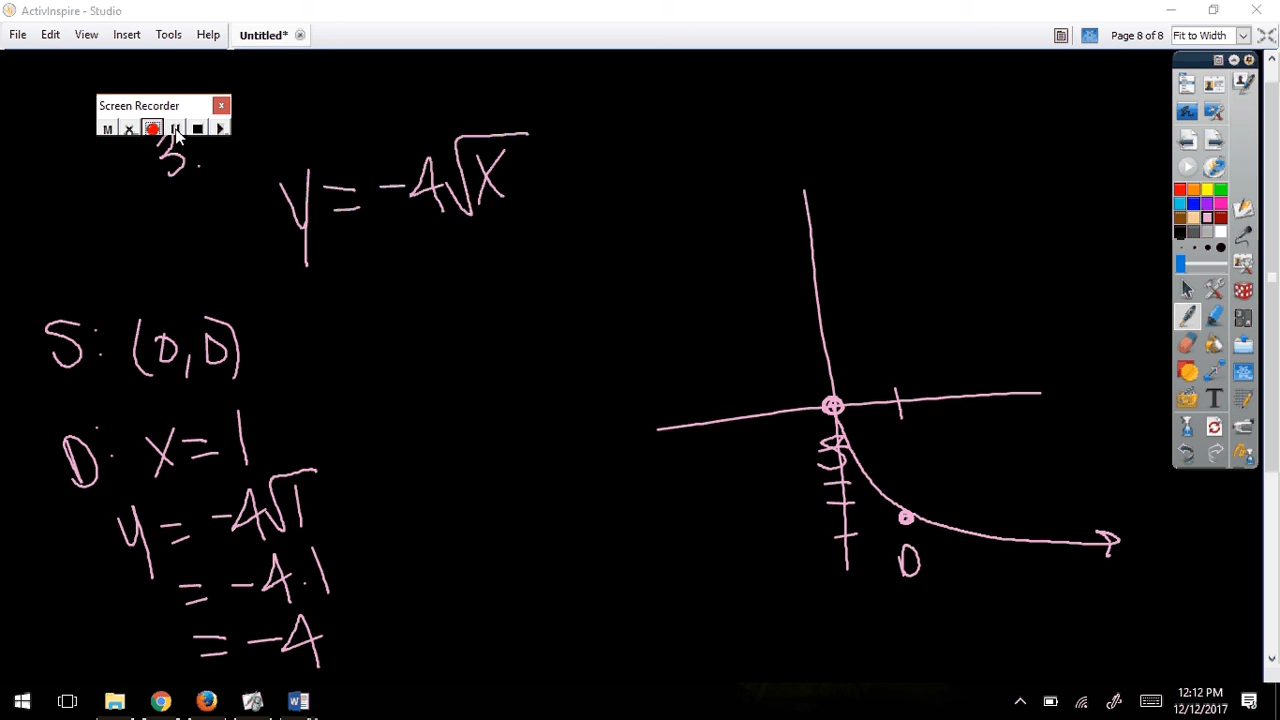 ActivInspire - Studio
File Edit View Insert Tools Help Untitled* Page 8 of 8 Fit to Width
Screen Recorder
M
3.
y = -4√x
S: (0,0)
D: x = 1
y = -4√1
= -4.1
= -4
S
D
T
12:12 PM
12/12/2017